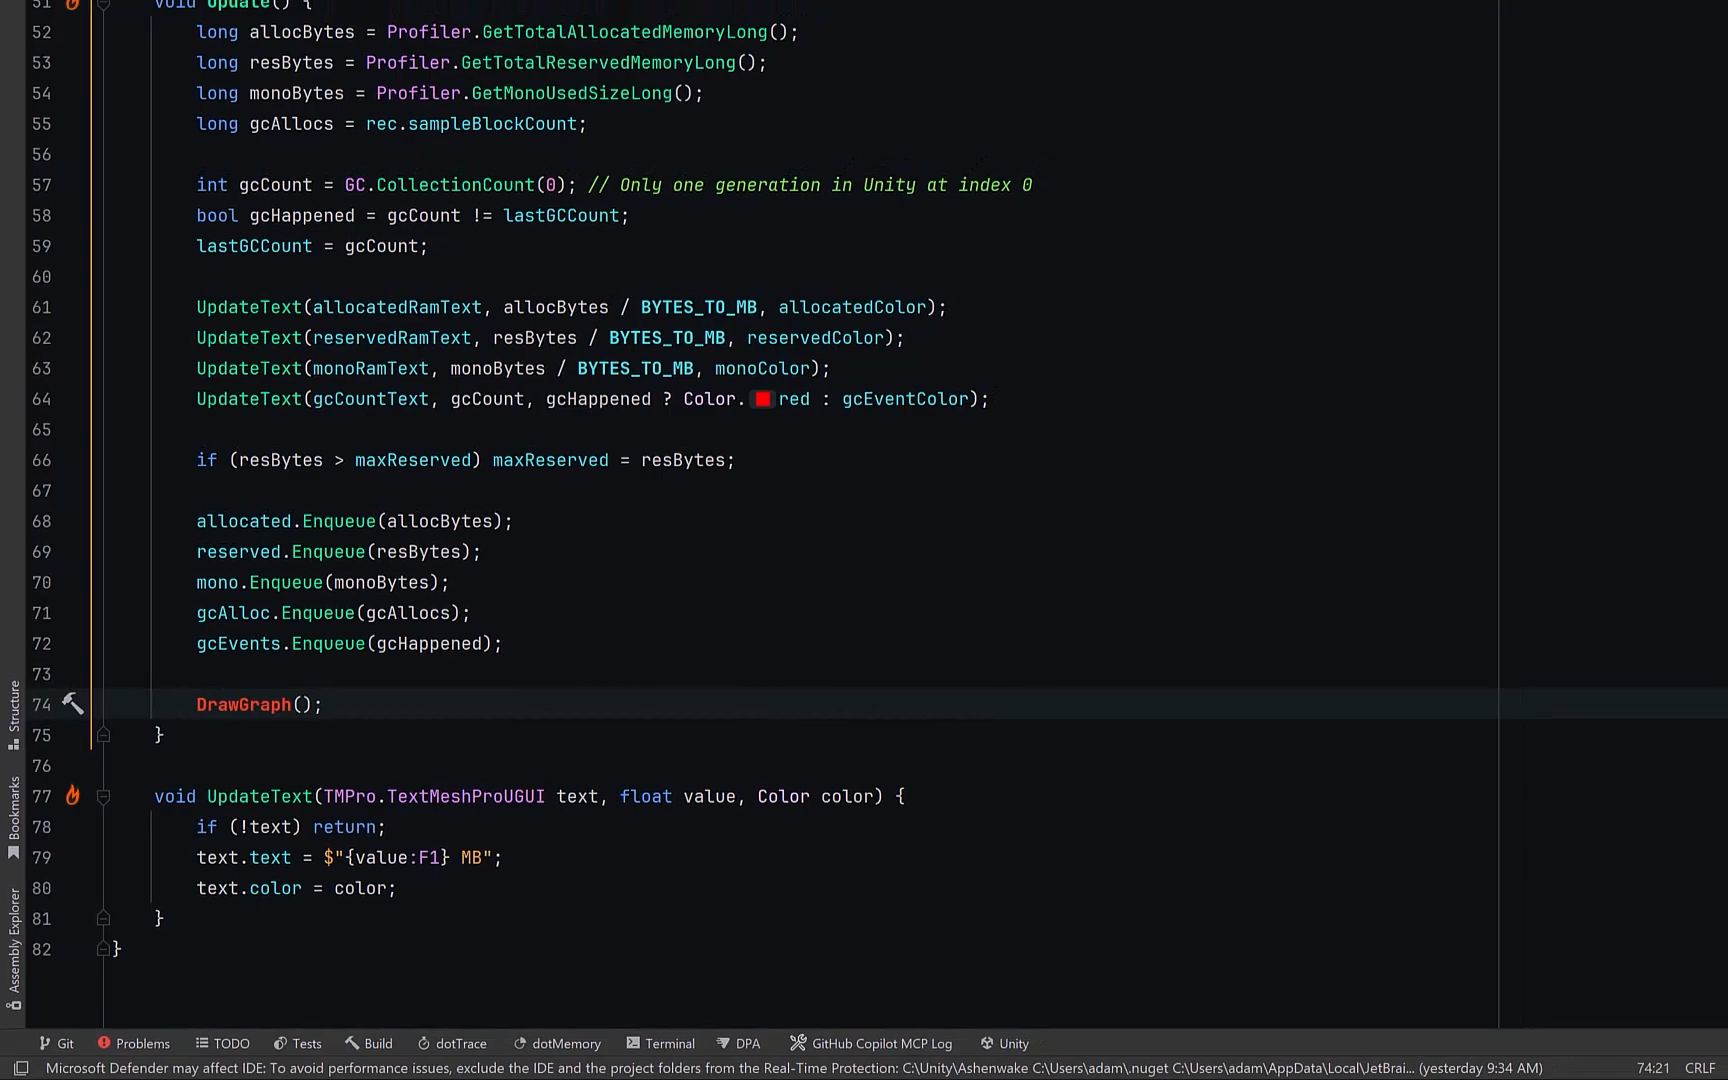 51 void Update() {
52 long allocBytes = Profiler.GetTotalAllocatedMemoryLong();
53 long resBytes = Profiler.GetTotalReservedMemoryLong();
54 long monoBytes = Profiler.GetMonoUsedSizeLong();
55 long gcAllocs = rec.sampleBlockCount;
56
57 int gcCount = GC.CollectionCount(0); // Only one generation in Unity at index 0
58 bool gcHappened = gcCount != lastGCCount;
59 lastGCCount = gcCount;
60
61 UpdateText(allocatedRamText, allocBytes / BYTES_TO_MB, allocatedColor);
62 UpdateText(reservedRamText, resBytes / BYTES_TO_MB, reservedColor);
63 UpdateText(monoRamText, monoBytes / BYTES_TO_MB, monoColor);
64 UpdateText(gcCountText, gcCount, gcHappened ? Color.red : gcEventColor);
65
66 if (resBytes > maxReserved) maxReserved = resBytes;
67
68 allocated.Enqueue(allocBytes);
69 reserved.Enqueue(resBytes);
70 mono.Enqueue(monoBytes);
71 gcAlloc.Enqueue(gcAllocs);
72 gcEvents.Enqueue(gcHappened);
73
74 DrawGraph();
75 }
76
77 void UpdateText(TMPro.TextMeshProUGUI text, float value, Color color) {
78 if (!text) return;
79 text.text = $"{value:F1} MB";
80 text.color = color;
81 }
82 }
Structure
Bookmarks
Assembly Explorer
Git Problems TODO Tests Build dotTrace dotMemory Terminal DPA GitHub Copilot MCP Log Unity
Microsoft Defender may affect IDE: To avoid performance issues, exclude the IDE and the project folders from the Real-Time Protection: C:\Unity\Ashenwake C:\Users\adam\.nuget C:\Users\adam\AppData\Local\JetBrai... (yesterday 9:34 AM) 74:21 CRLF